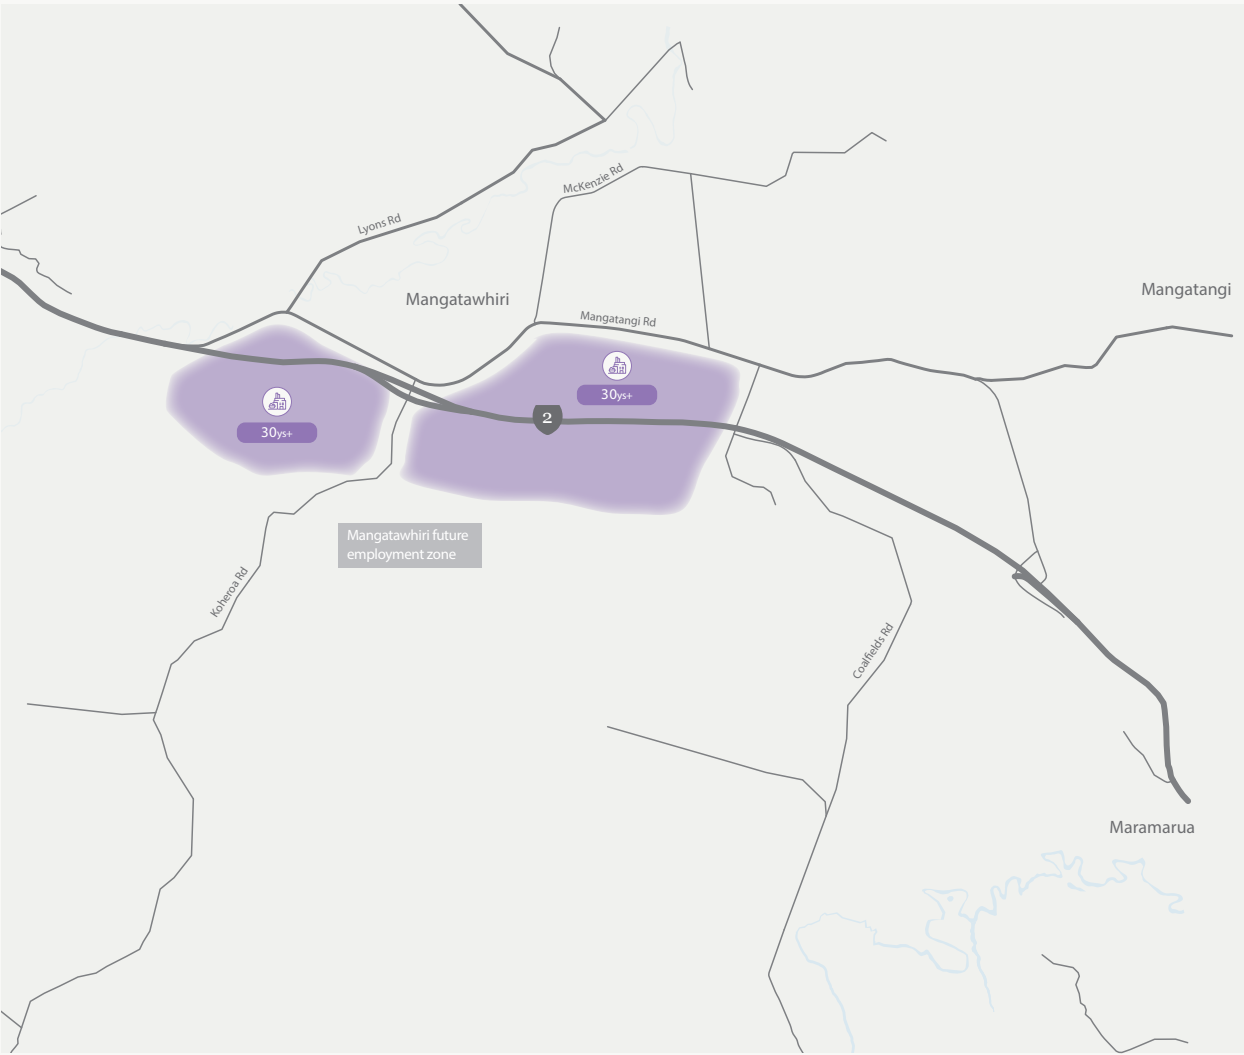 McKenzie Rd
Lyons Rd
Mangatawhiri
Mangatangi
Mangatangi Rd
30ys+
30ys+
2
Mangatawhiri future
employment zone
Koheroa Rd
Coalfields Rd
Maramarua